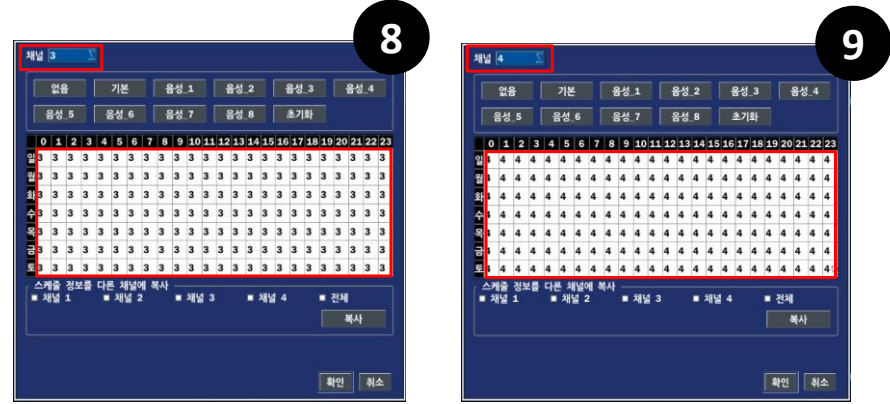 8
채널 3
없음 기본 음성_1 음성_2 음성_3 음성_4
음성_5 음성_6 음성_7 음성_8 초기화
0 1 2 3 4 5 6 7 8 9 10 11 12 13 14 15 16 17 18 19 20 21 22 23
일 3 3 3 3 3 3 3 3 3 3 3 3 3 3 3 3 3 3 3 3 3 3 3 3
월 3 3 3 3 3 3 3 3 3 3 3 3 3 3 3 3 3 3 3 3 3 3 3 3
화 3 3 3 3 3 3 3 3 3 3 3 3 3 3 3 3 3 3 3 3 3 3 3 3
수 3 3 3 3 3 3 3 3 3 3 3 3 3 3 3 3 3 3 3 3 3 3 3 3
목 3 3 3 3 3 3 3 3 3 3 3 3 3 3 3 3 3 3 3 3 3 3 3 3
금 3 3 3 3 3 3 3 3 3 3 3 3 3 3 3 3 3 3 3 3 3 3 3 3
토 3 3 3 3 3 3 3 3 3 3 3 3 3 3 3 3 3 3 3 3 3 3 3 3
스케줄 정보를 다른 채널에 복사
채널 1 채널 2 채널 3 채널 4 전체
복사
확인 취소
9
채널 4
없음 기본 음성_1 음성_2 음성_3 음성_4
음성_5 음성_6 음성_7 음성_8 초기화
0 1 2 3 4 5 6 7 8 9 10 11 12 13 14 15 16 17 18 19 20 21 22 23
일 4 4 4 4 4 4 4 4 4 4 4 4 4 4 4 4 4 4 4 4 4 4 4 4
월 4 4 4 4 4 4 4 4 4 4 4 4 4 4 4 4 4 4 4 4 4 4 4 4
화 4 4 4 4 4 4 4 4 4 4 4 4 4 4 4 4 4 4 4 4 4 4 4 4
수 4 4 4 4 4 4 4 4 4 4 4 4 4 4 4 4 4 4 4 4 4 4 4 4
목 4 4 4 4 4 4 4 4 4 4 4 4 4 4 4 4 4 4 4 4 4 4 4 4
금 4 4 4 4 4 4 4 4 4 4 4 4 4 4 4 4 4 4 4 4 4 4 4 4
토 4 4 4 4 4 4 4 4 4 4 4 4 4 4 4 4 4 4 4 4 4 4 4 4
스케줄 정보를 다른 채널에 복사
채널 1 채널 2 채널 3 채널 4 전체
복사
확인 취소